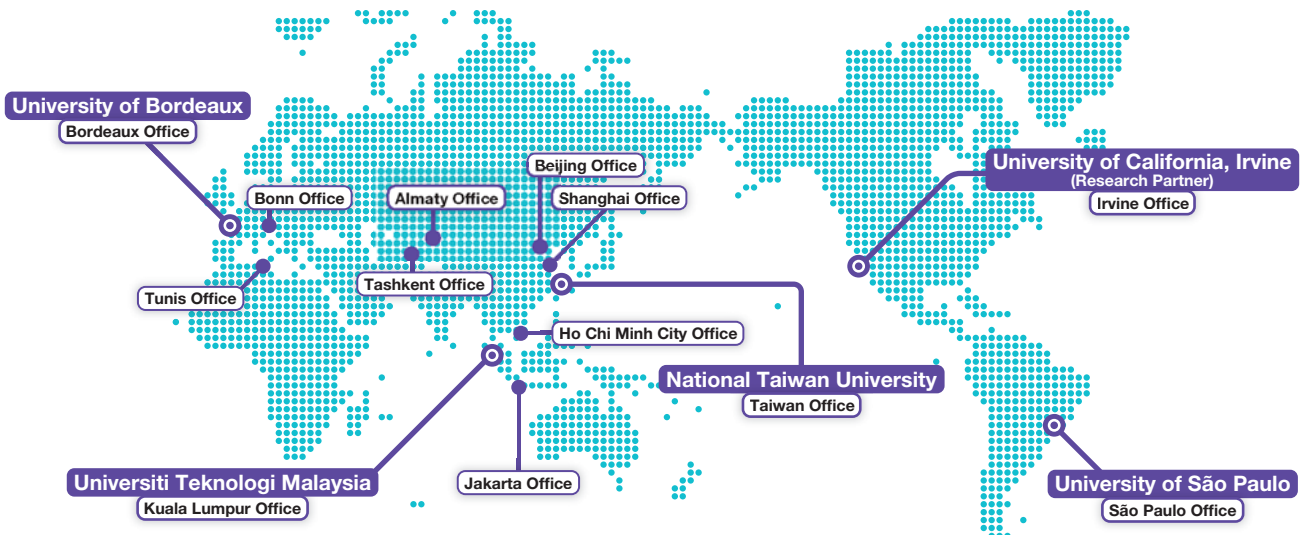 University of Bordeaux
Bordeaux Office
Beijing Office
University of California, Irvine
(Research Partner)
Irvine Office
Bonn Office
Almaty Office
Shanghai Office
Tashkent Office
Tunis Office
Ho Chi Minh City Office
National Taiwan University
Taiwan Office
Universiti Teknologi Malaysia
Kuala Lumpur Office
Jakarta Office
University of São Paulo
São Paulo Office